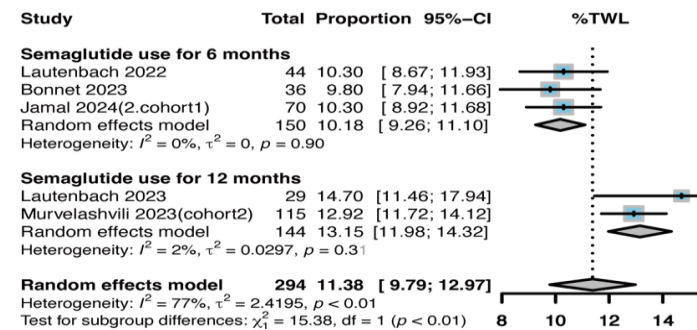 Study Total Proportion 95%−CI %TWL
Semaglutide use for 6 months
Lautenbach 2022 44 10.30 [ 8.67; 11.93]
Bonnet 2023 36 9.80 [ 7.94; 11.66]
Jamal 2024(2.cohort1) 70 10.30 [ 8.92; 11.68]
Random effects model 150 10.18 [ 9.26; 11.10]
Heterogeneity: I² = 0%, τ² = 0, p = 0.90
Semaglutide use for 12 months
Lautenbach 2023 29 14.70 [11.46; 17.94]
Murvelashvili 2023(cohort2) 115 12.92 [11.72; 14.12]
Random effects model 144 13.15 [11.98; 14.32]
Heterogeneity: I² = 2%, τ² = 0.0297, p = 0.31
Random effects model 294 11.38 [ 9.79; 12.97]
Heterogeneity: I² = 77%, τ² = 2.4195, p < 0.01
Test for subgroup differences: χ²₁ = 15.38, df = 1 (p < 0.01)
8 10 12 14